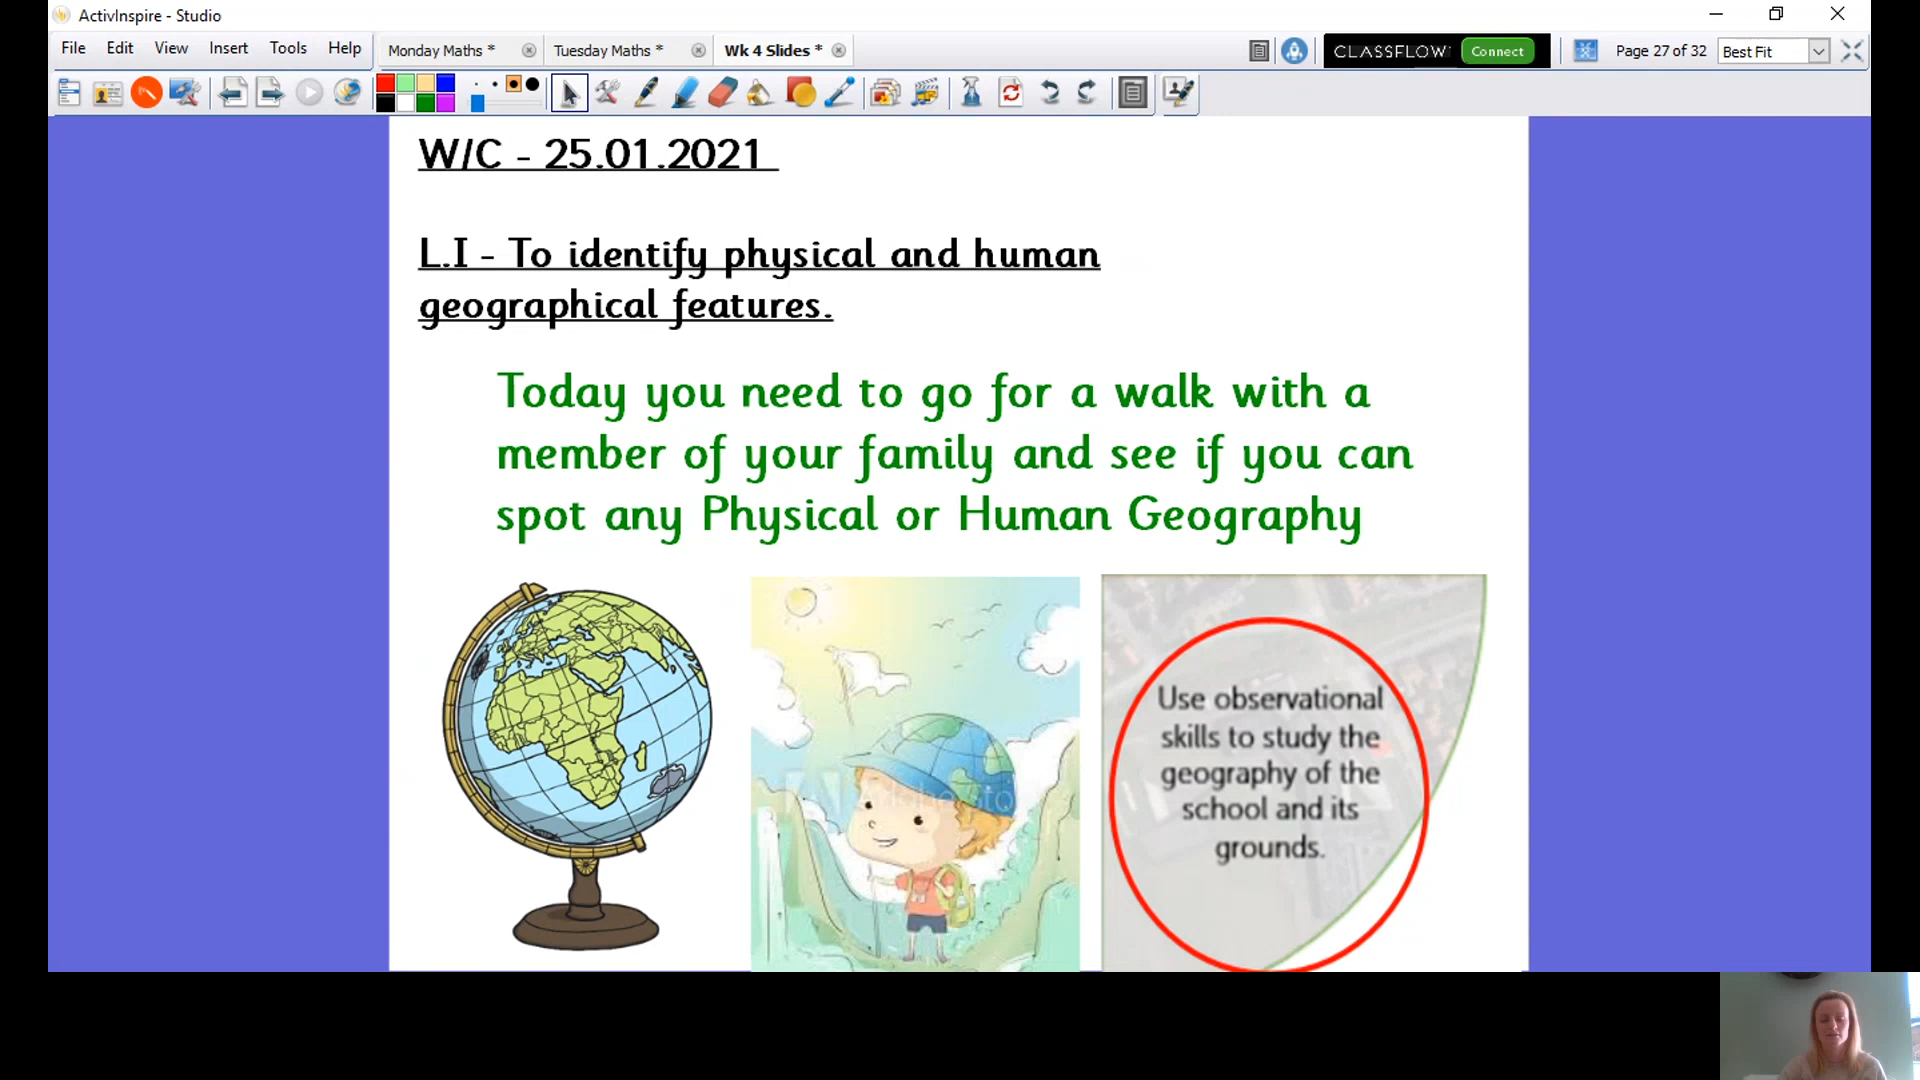 ActivInspire - Studio
File Edit View Insert Tools Help
Monday Maths *
Tuesday Maths *
Wk 4 Slides *
CLASSFLOW
Connect
Page 27 of 32
Best Fit
W/C - 25.01.2021
L.I - To identify physical and human
geographical features.
Today you need to go for a walk with a
member of your family and see if you can
spot any Physical or Human Geography
Use observational
skills to study the
geography of the
school and its
grounds.